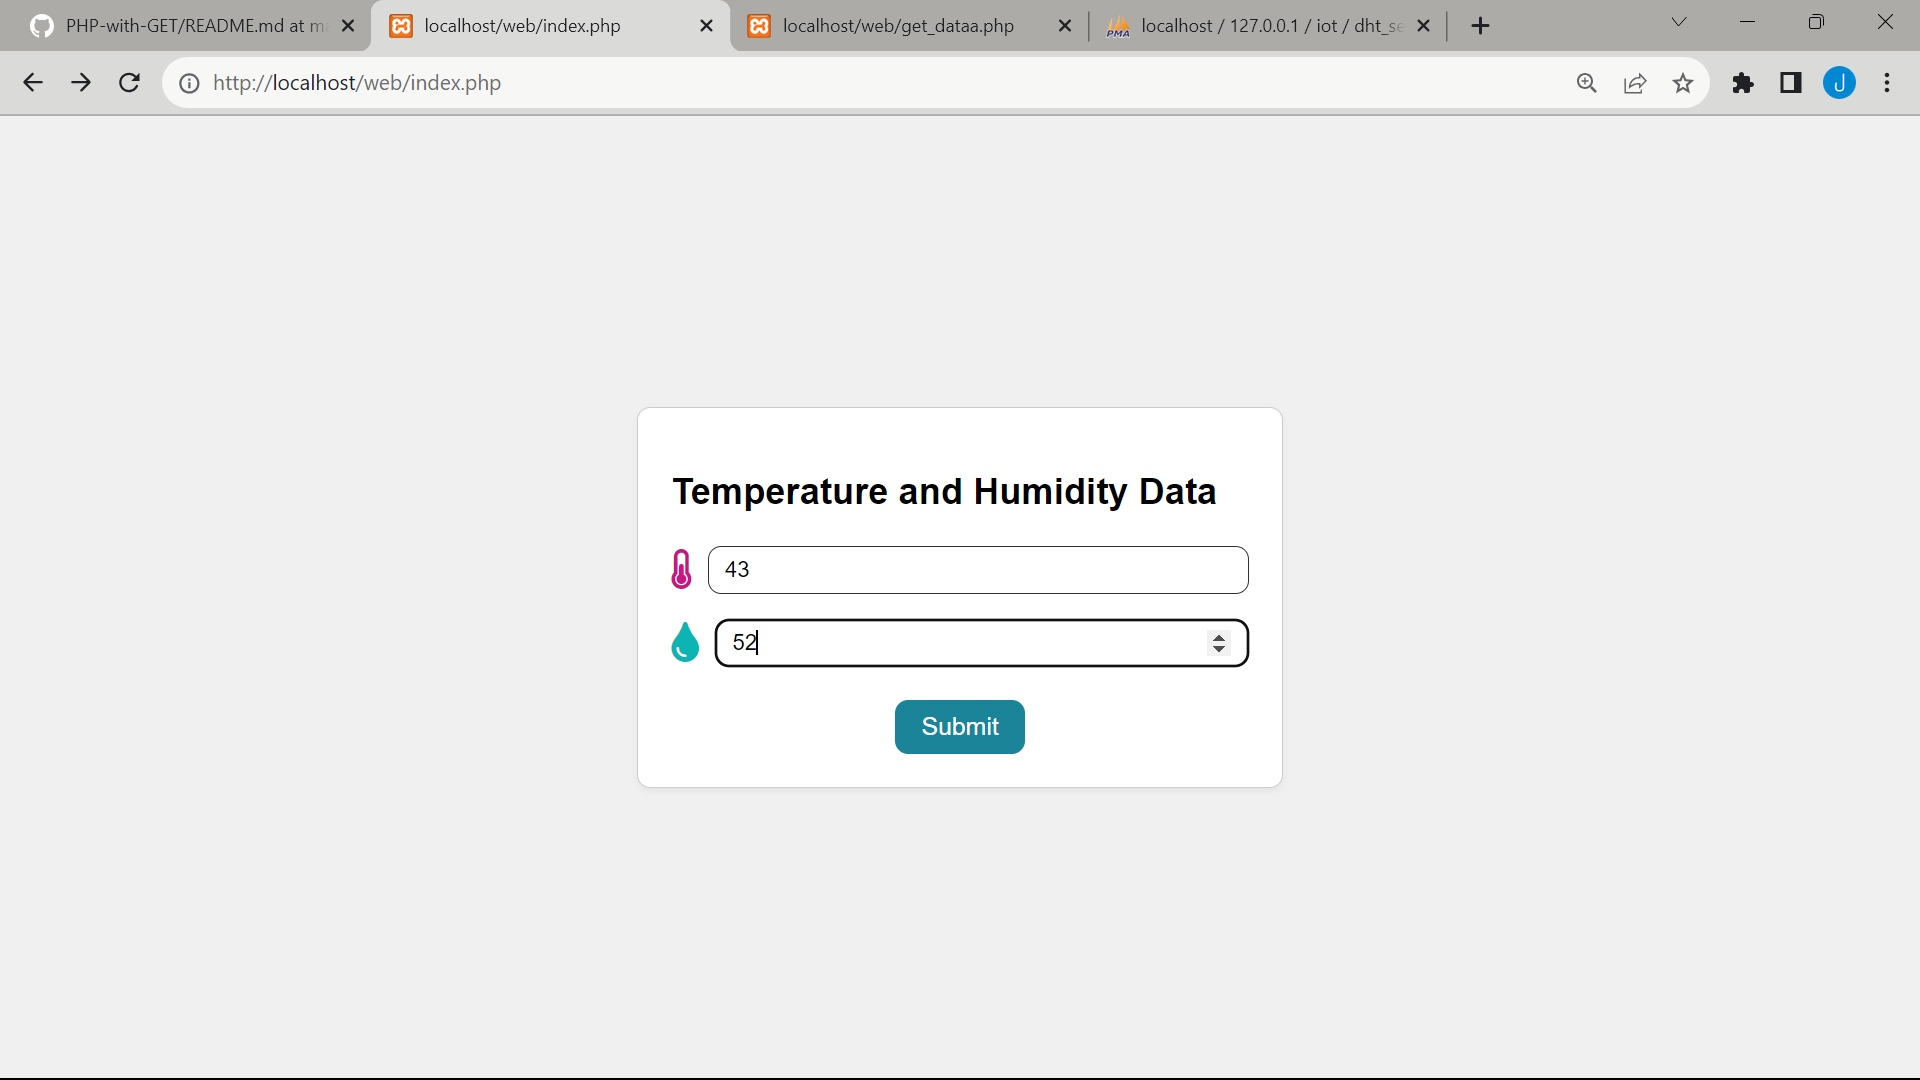 PHP-with-GET/README.md at m
localhost/web/index.php
localhost/web/get_dataa.php
PMA
localhost / 127.0.0.1 / iot / dht_se
http://localhost/web/index.php
J
Temperature and Humidity Data
43
52
Submit